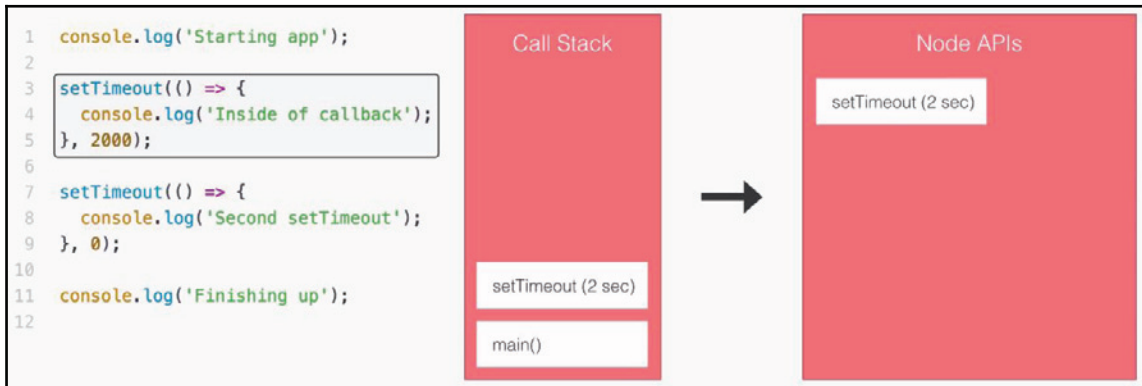 1 console.log('Starting app');
2
3 setTimeout(() => {
4   console.log('Inside of callback');
5 }, 2000);
6
7 setTimeout(() => {
8   console.log('Second setTimeout');
9 }, 0);
10
11 console.log('Finishing up');
12
Call Stack
setTimeout (2 sec)
main()
Node APIs
setTimeout (2 sec)